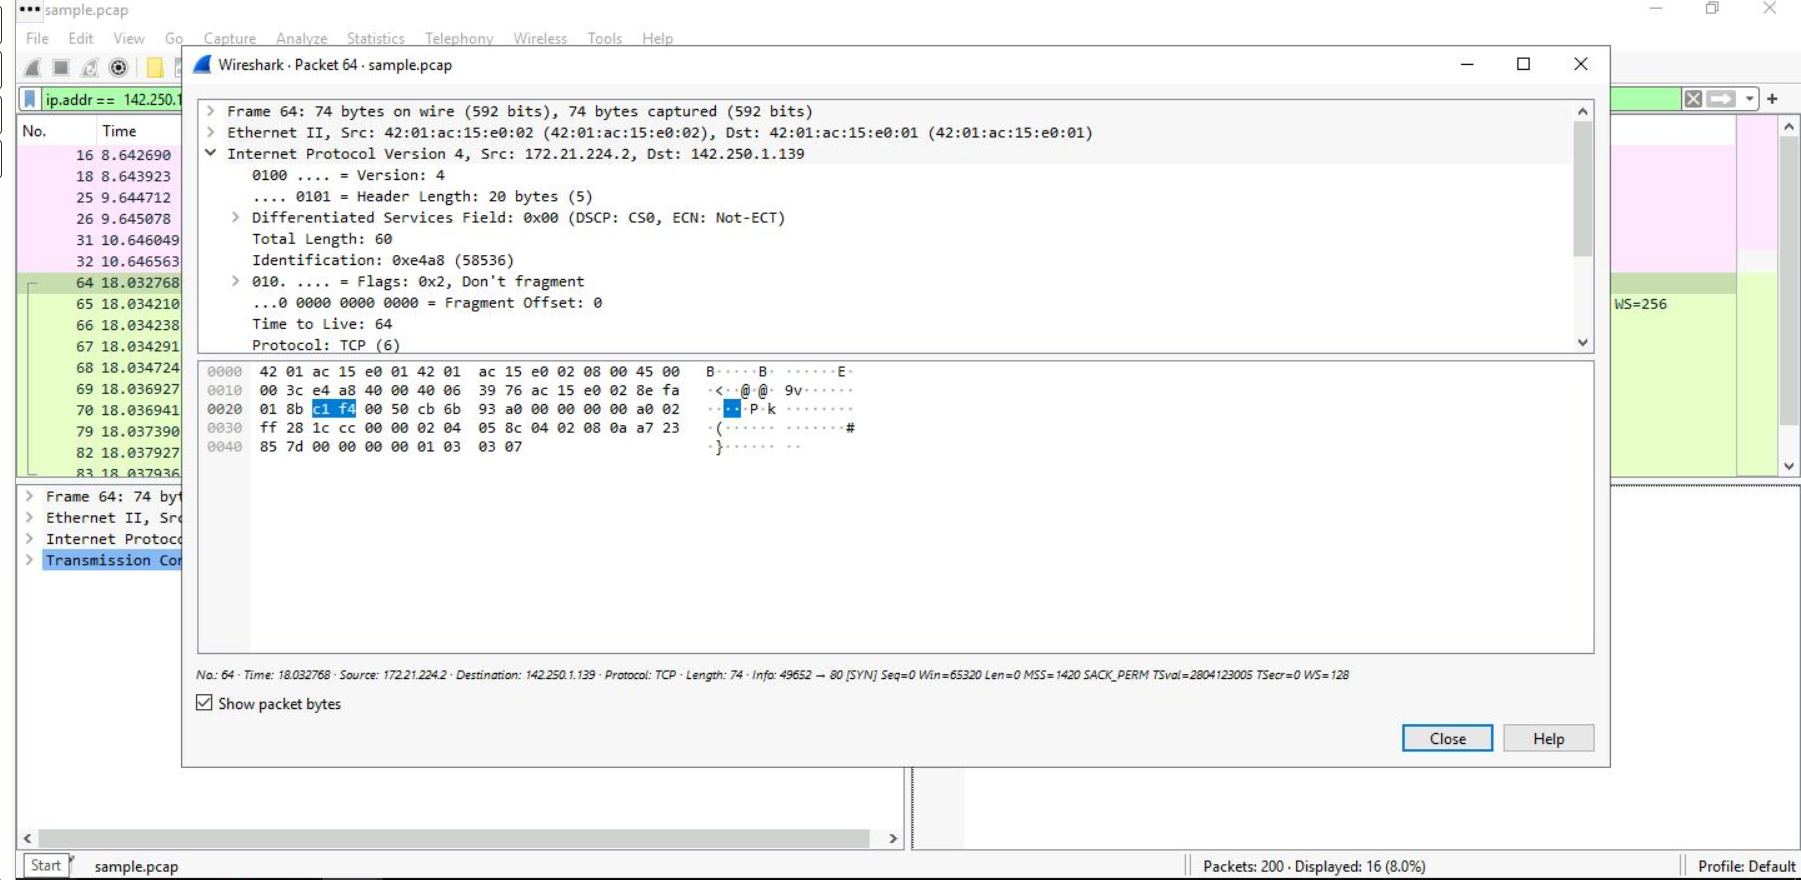 sample.pcap
File Edit View Go Capture Analyze Statistics Telephony Wireless Tools Help
Wireshark · Packet 64 · sample.pcap
ip.addr == 142.250.1
No. Time
16 8.642690
18 8.643923
25 9.644712
26 9.645078
31 10.646049
32 10.646563
64 18.032768
65 18.034210
66 18.034238
67 18.034291
68 18.034724
69 18.036927
70 18.036941
79 18.037390
82 18.037927
83 18.037936
WS=256
Frame 64: 74 bytes on wire (592 bits), 74 bytes captured (592 bits)
Ethernet II, Src: 42:01:ac:15:e0:02 (42:01:ac:15:e0:02), Dst: 42:01:ac:15:e0:01 (42:01:ac:15:e0:01)
Internet Protocol Version 4, Src: 172.21.224.2, Dst: 142.250.1.139
0100 .... = Version: 4
.... 0101 = Header Length: 20 bytes (5)
Differentiated Services Field: 0x00 (DSCP: CS0, ECN: Not-ECT)
Total Length: 60
Identification: 0xe4a8 (58536)
010. .... = Flags: 0x2, Don't fragment
...0 0000 0000 0000 = Fragment Offset: 0
Time to Live: 64
Protocol: TCP (6)
0000 42 01 ac 15 e0 01 42 01 ac 15 e0 02 08 00 45 00 B·····B· ······E·
0010 00 3c e4 a8 40 00 40 06 39 76 ac 15 e0 02 8e fa ·<··@·@· 9v······
0020 01 8b c1 f4 00 50 cb 6b 93 a0 00 00 00 00 a0 02 ·····P·k ········
0030 ff 28 1c cc 00 00 02 04 05 8c 04 02 08 0a a7 23 ·(······ ·······#
0040 85 7d 00 00 00 00 01 03 03 07 ·}······ ··
No.: 64 · Time: 18.032768 · Source: 172.21.224.2 · Destination: 142.250.1.139 · Protocol: TCP · Length: 74 · Info: 49652 → 80 [SYN] Seq=0 Win=65320 Len=0 MSS=1420 SACK_PERM TSval=2804123005 TSecr=0 WS=128
Show packet bytes
Close Help
Frame 64: 74 byt
Ethernet II, Src
Internet Protoco
Transmission Con
Start sample.pcap Packets: 200 · Displayed: 16 (8.0%) Profile: Default